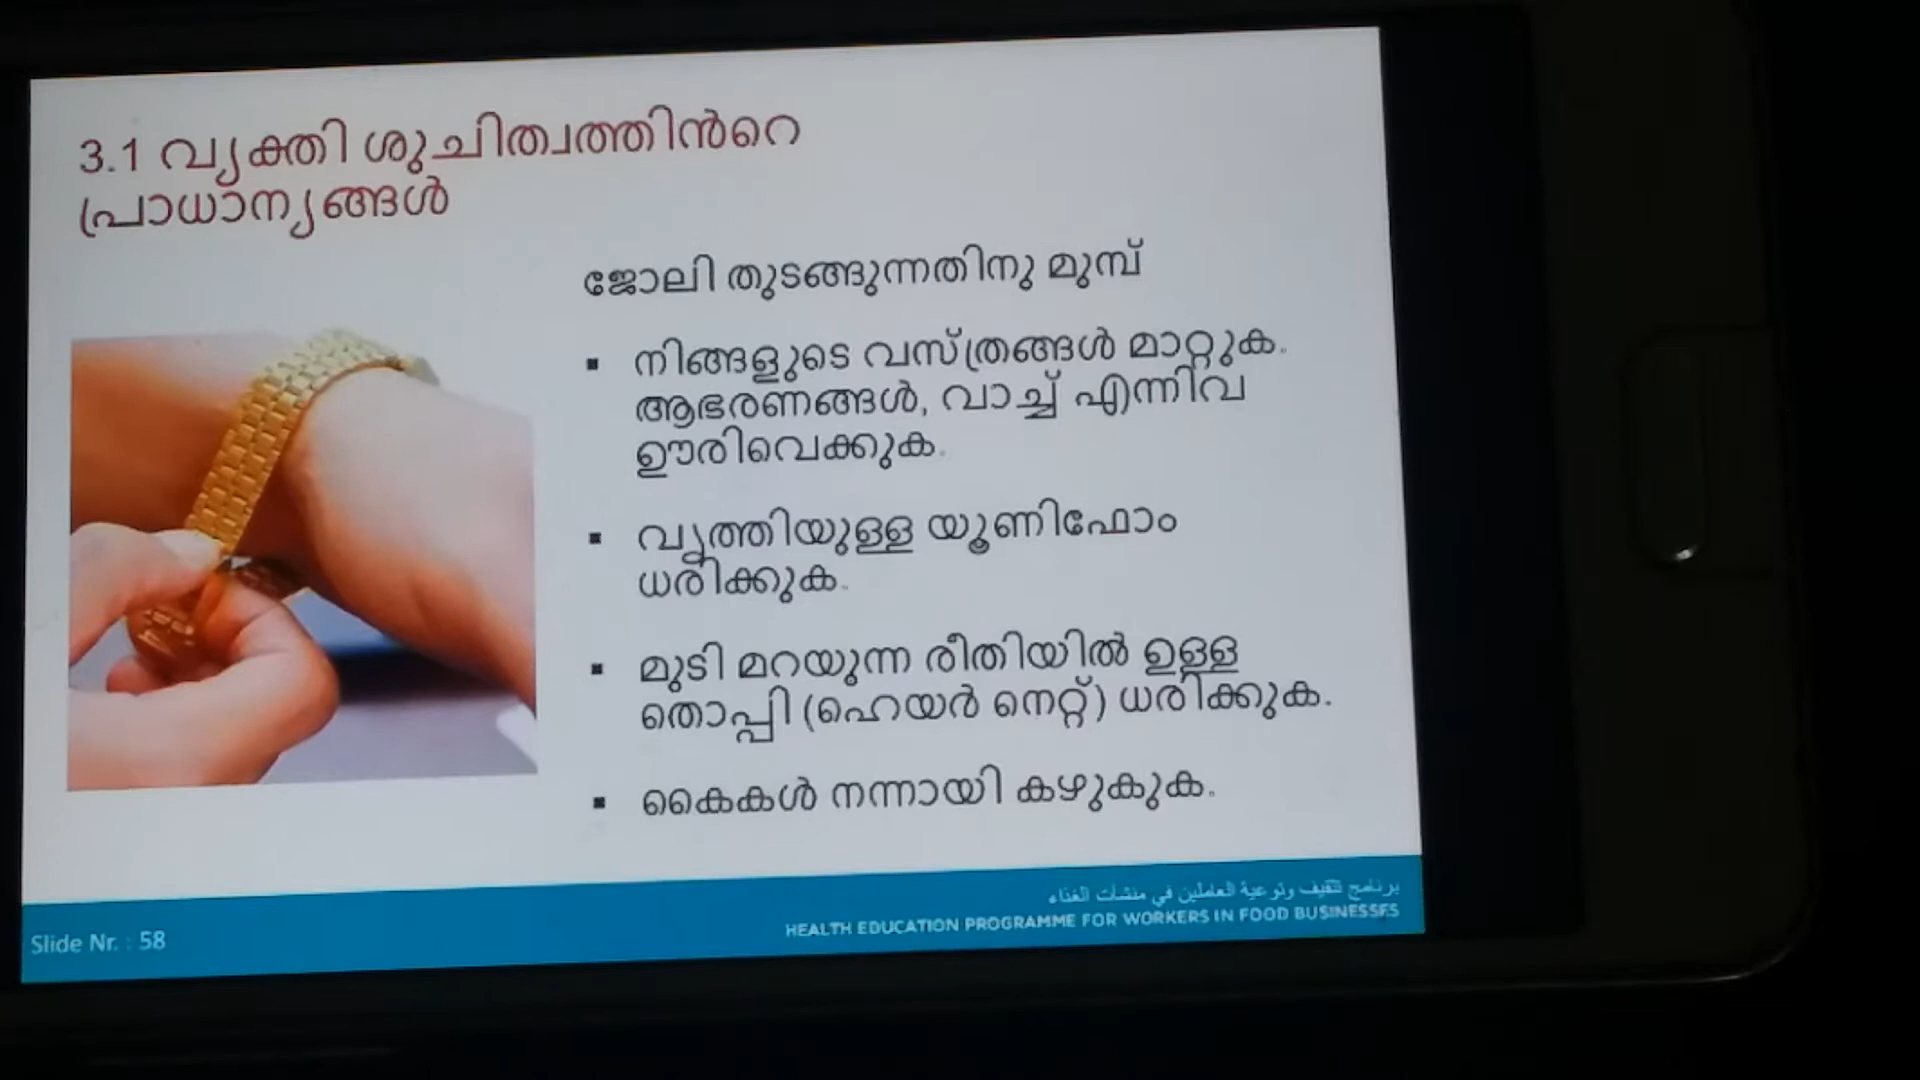 3.1 വ്യക്തി ശുചിത്വത്തിൻറെ
പ്രാധാന്യങ്ങൾ
ജോലി തുടങ്ങുന്നതിനു മുമ്പ്
▪ നിങ്ങളുടെ വസ്ത്രങ്ങൾ മാറ്റുക.
ആഭരണങ്ങൾ, വാച്ച് എന്നിവ
ഊരിവെക്കുക.
▪ വൃത്തിയുള്ള യൂണിഫോം
ധരിക്കുക.
▪ മുടി മറയുന്ന രീതിയിൽ ഉള്ള
തൊപ്പി (ഹെയർ നെറ്റ്) ധരിക്കുക.
▪ കൈകൾ നന്നായി കഴുകുക.
برنامج تثقيف وتوعية العاملين في منشآت الغذاء
HEALTH EDUCATION PROGRAMME FOR WORKERS IN FOOD BUSINESSES
Slide Nr. : 58